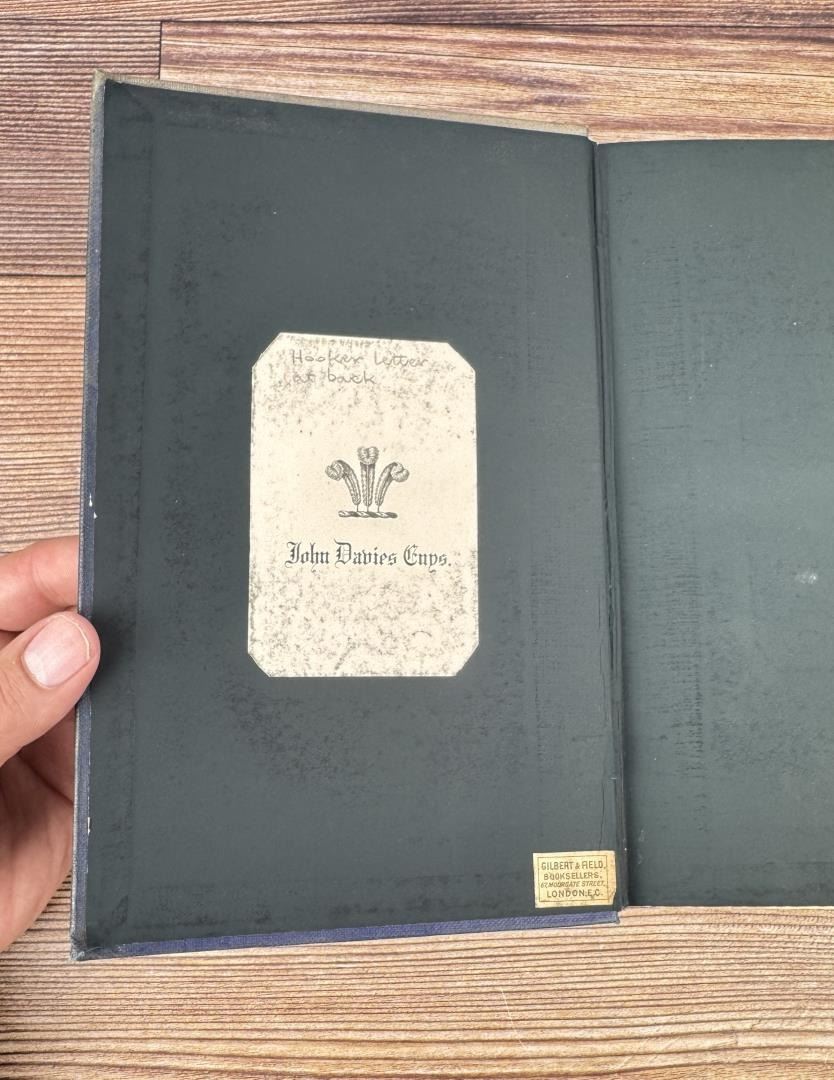 Hooker letter
at back
John Davies Enys.
GILBERT & FIELD,
BOOKSELLERS,
67, MOORGATE STREET,
LONDON, E.C.